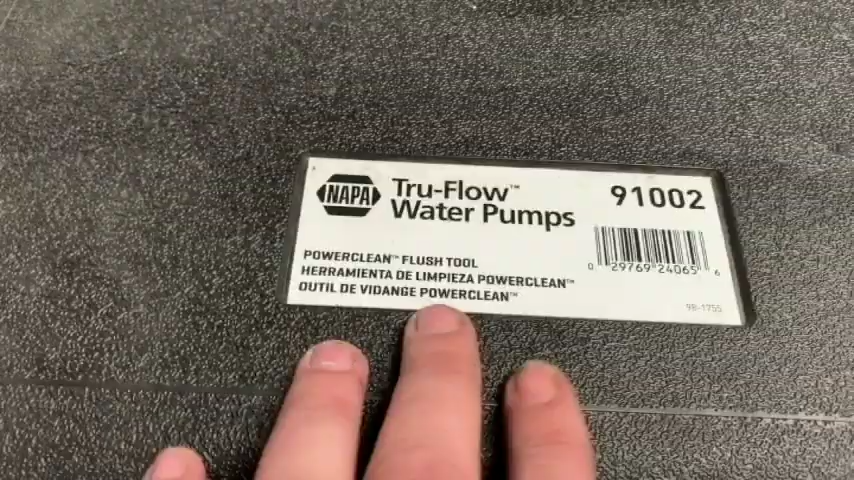 NAPA
Tru-Flow™
Water Pumps
91002
POWERCLEAN™ FLUSH TOOL
HERRAMIENTA DE LIMPIEZA POWERCLEAN™
OUTIL DE VIDANGE POWERCLEAN™
0 29769 24065 6
98-1755